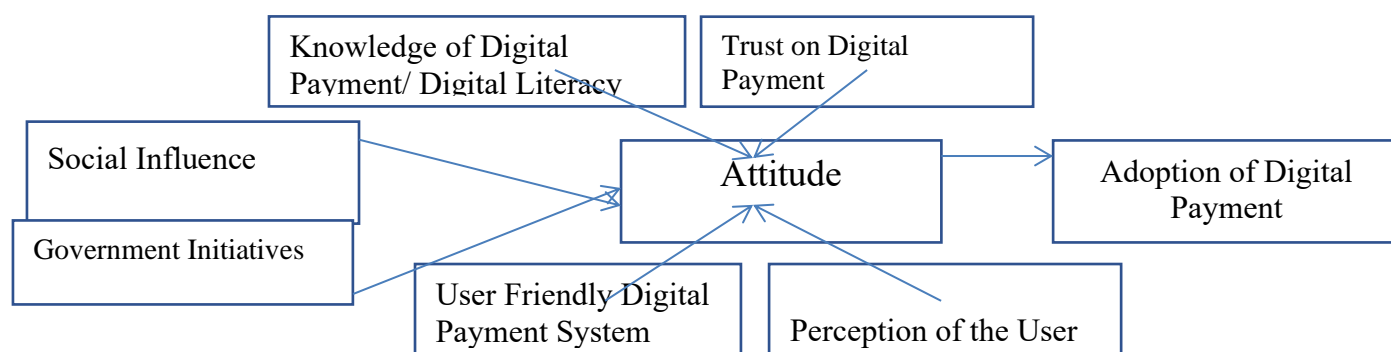 Knowledge of Digital
Payment/ Digital Literacy
Trust on Digital
Payment
Social Influence
Government Initiatives
Attitude
Adoption of Digital
Payment
User Friendly Digital
Payment System
Perception of the User